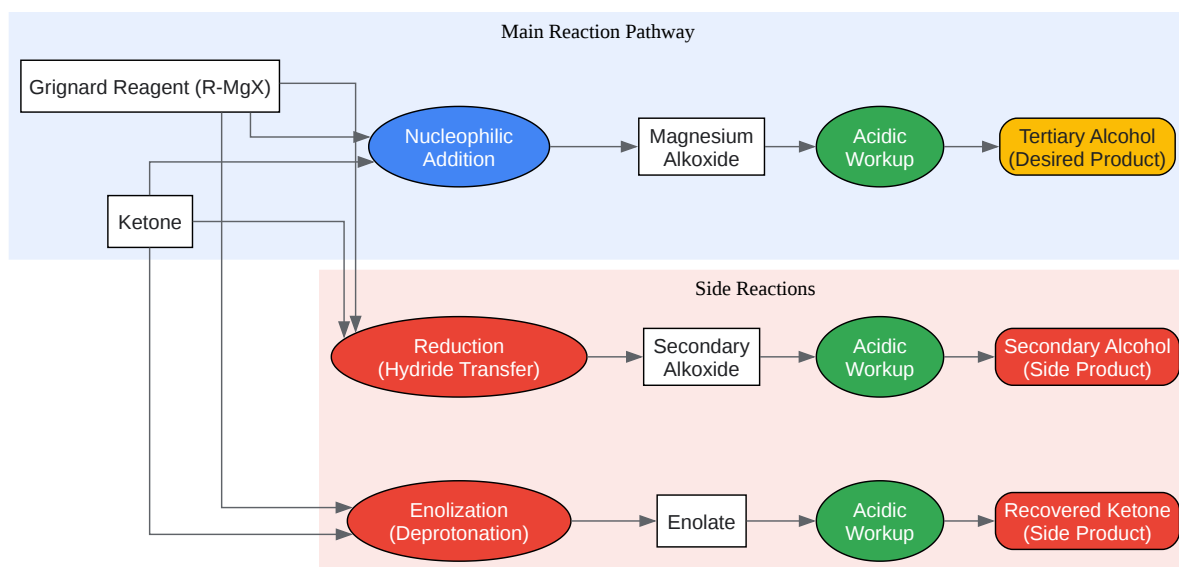 Main Reaction Pathway
Grignard Reagent (R-MgX)
Nucleophilic
Addition
Magnesium
Alkoxide
Acidic
Workup
Tertiary Alcohol
(Desired Product)
Ketone
Side Reactions
Reduction
(Hydride Transfer)
Secondary
Alkoxide
Acidic
Workup
Secondary Alcohol
(Side Product)
Enolization
(Deprotonation)
Enolate
Acidic
Workup
Recovered Ketone
(Side Product)